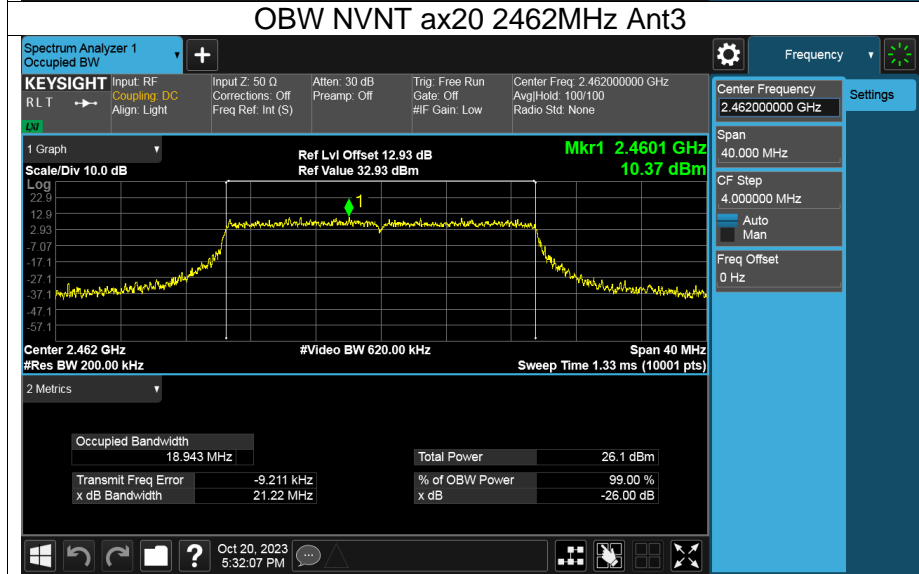 OBW NVNT ax20 2462MHz Ant3
Spectrum Analyzer 1
Occupied BW
+
Frequency
KEYSIGHT
RLT
LXI
Input: RF
Coupling: DC
Align: Light
Input Z: 50 Ω
Corrections: Off
Freq Ref: Int (S)
Atten: 30 dB
Preamp: Off
Trig: Free Run
Gate: Off
#IF Gain: Low
Center Freq: 2.462000000 GHz
Avg|Hold: 100/100
Radio Std: None
Center Frequency
2.462000000 GHz
Settings
Span
40.000 MHz
CF Step
4.000000 MHz
Auto
Man
Freq Offset
0 Hz
1 Graph
Ref Lvl Offset 12.93 dB
Mkr1 2.4601 GHz
Scale/Div 10.0 dB
Ref Value 32.93 dBm
10.37 dBm
Log
22.9
12.9
2.93
-7.07
-17.1
-27.1
-37.1
-47.1
-57.1
1
Center 2.462 GHz
#Video BW 620.00 kHz
Span 40 MHz
#Res BW 200.00 kHz
Sweep Time 1.33 ms (10001 pts)
2 Metrics
Occupied Bandwidth
18.943 MHz
Total Power 26.1 dBm
Transmit Freq Error -9.211 kHz
% of OBW Power 99.00 %
x dB Bandwidth 21.22 MHz
x dB -26.00 dB
?
Oct 20, 2023
5:32:07 PM